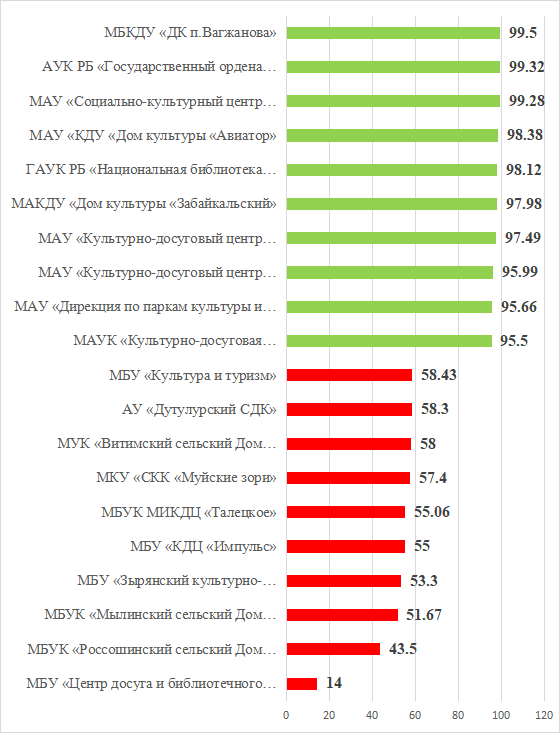 МБКДУ «ДК п.Вагжанова» 99.5
АУК РБ «Государственный ордена… 99.32
МАУ «Социально-культурный центр… 99.28
МАУ «КДУ «Дом культуры «Авиатор» 98.38
ГАУК РБ «Национальная библиотека… 98.12
МАКДУ «Дом культуры «Забайкальский» 97.98
МАУ «Культурно-досуговый центр… 97.49
МАУ «Культурно-досуговый центр… 95.99
МАУ «Дирекция по паркам культуры и… 95.66
МАУК «Культурно-досуговая… 95.5
МБУ «Культура и туризм» 58.43
АУ «Дутулурский СДК» 58.3
МУК «Витимский сельский Дом… 58
МКУ «СКК «Муйские зори» 57.4
МБУК МИКДЦ «Талецкое» 55.06
МБУ «КДЦ «Импульс» 55
МБУ «Зырянский культурно-… 53.3
МБУК «Мылинский сельский Дом… 51.67
МБУК «Россошинский сельский Дом… 43.5
МБУ «Центр досуга и библиотечного… 14
0 20 40 60 80 100 120